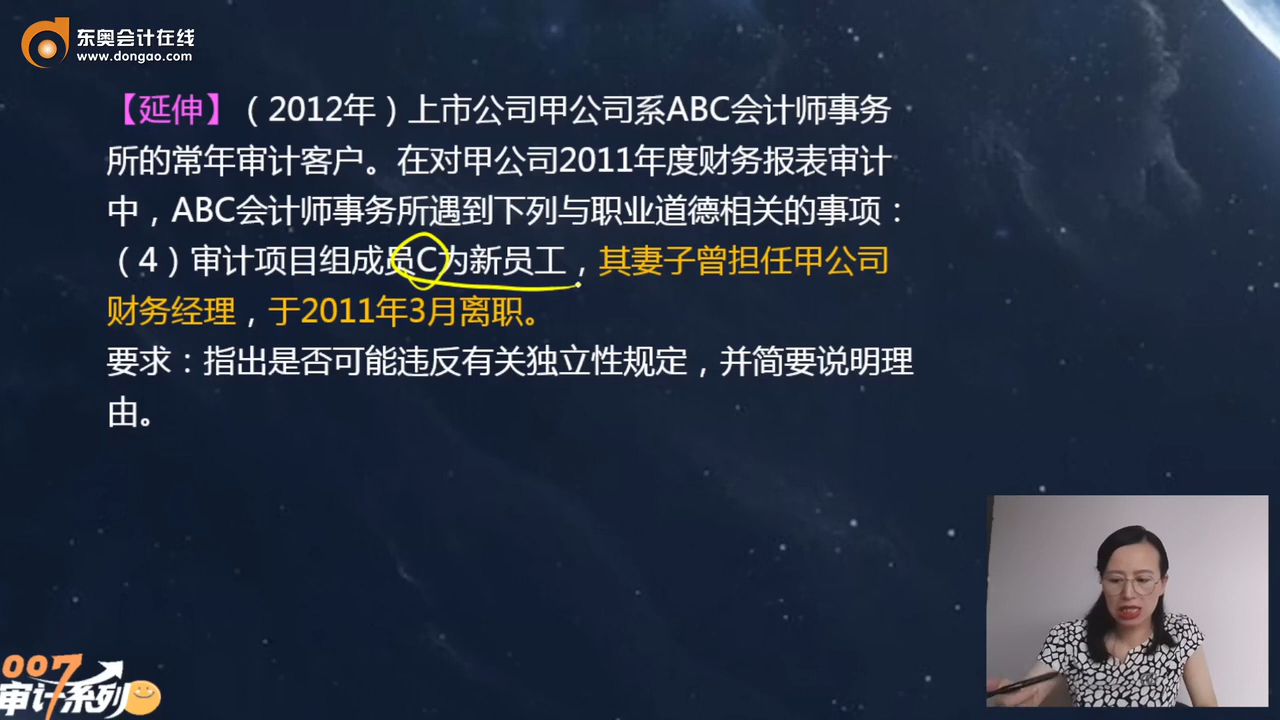 东奥会计在线
www.dongao.com
【延伸】（2012年）上市公司甲公司系ABC会计师事务
所的常年审计客户。在对甲公司2011年度财务报表审计
中，ABC会计师事务所遇到下列与职业道德相关的事项：
（4）审计项目组成员C为新员工，其妻子曾担任甲公司
财务经理，于2011年3月离职。
要求：指出是否可能违反有关独立性规定，并简要说明理
由。
007
审计系列